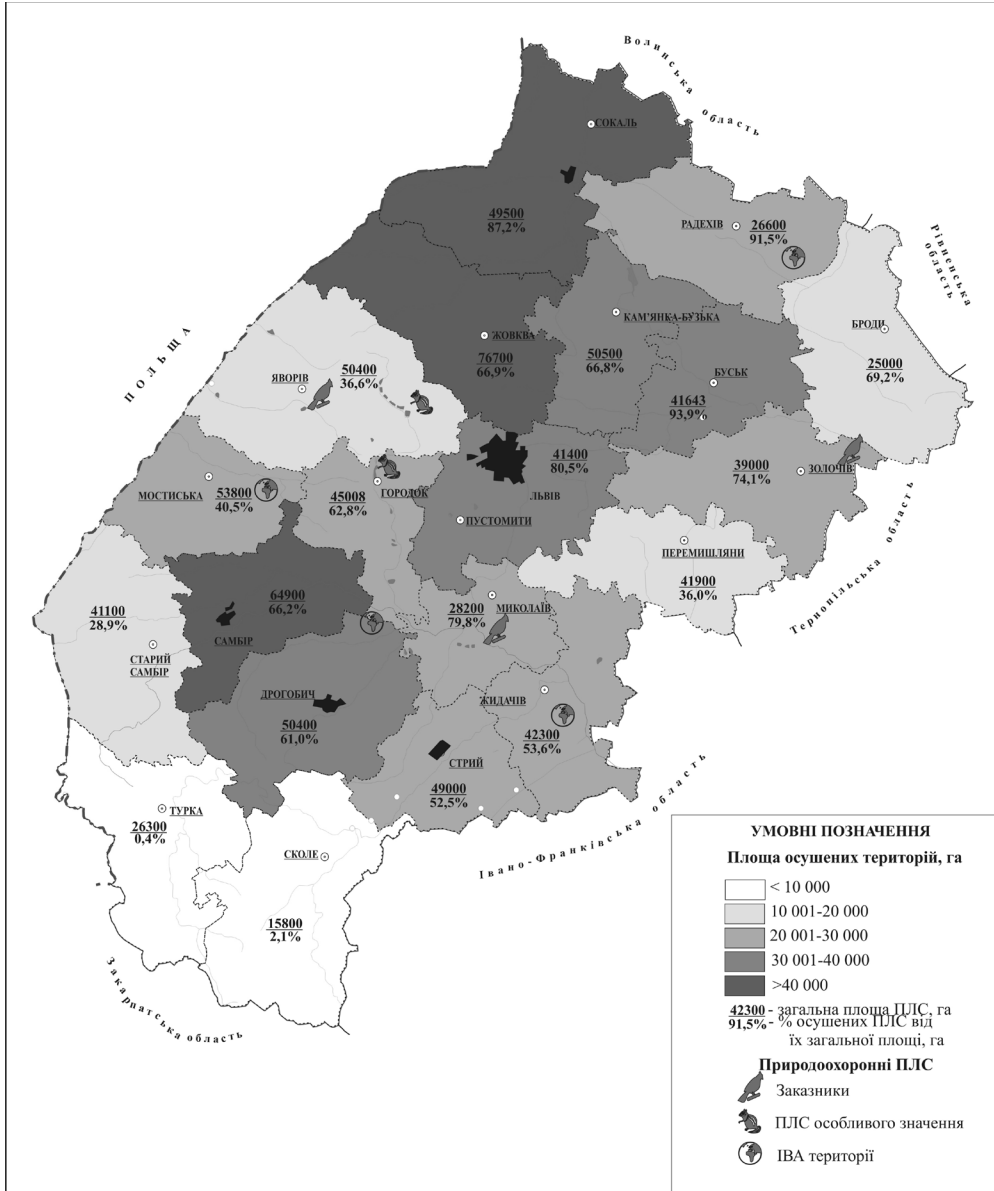 Волинська область
СОКАЛЬ
49500
87,2%
РАДЕХІВ
26600
91,5%
Рівненська область
ПОЛЬЩА
КАМ'ЯНКА-БУЗЬКА
БРОДИ
ЖОВКВА
50400
36,6%
76700
66,9%
50500
66,8%
25000
69,2%
ЯВОРІВ
БУСЬК
41643
93,9%
41400
80,5%
39000
74,1%
ЗОЛОЧІВ
МОСТИСЬКА
53800
40,5%
45008
62,8%
ГОРОДОК
ЛЬВІВ
ПУСТОМИТИ
ПЕРЕМИШЛЯНИ
41900
36,0%
Тернопільська область
64900
66,2%
41100
28,9%
28200
79,8%
МИКОЛАЇВ
САМБІР
СТАРИЙ
САМБІР
ДРОГОБИЧ
ЖИДАЧІВ
50400
61,0%
42300
53,6%
СТРИЙ
49000
52,5%
ТУРКА
26300
0,4%
СКОЛЕ
Івано-Франківська область
15800
2,1%
Закарпатська область
УМОВНІ ПОЗНАЧЕННЯ
Площа осушених територій, га
< 10 000
10 001-20 000
20 001-30 000
30 001-40 000
>40 000
42300 - загальна площа ПЛС, га
91,5% - % осушених ПЛС від
їх загальної площі, га
Природоохоронні ПЛС
Заказники
ПЛС особливого значення
ІВА території